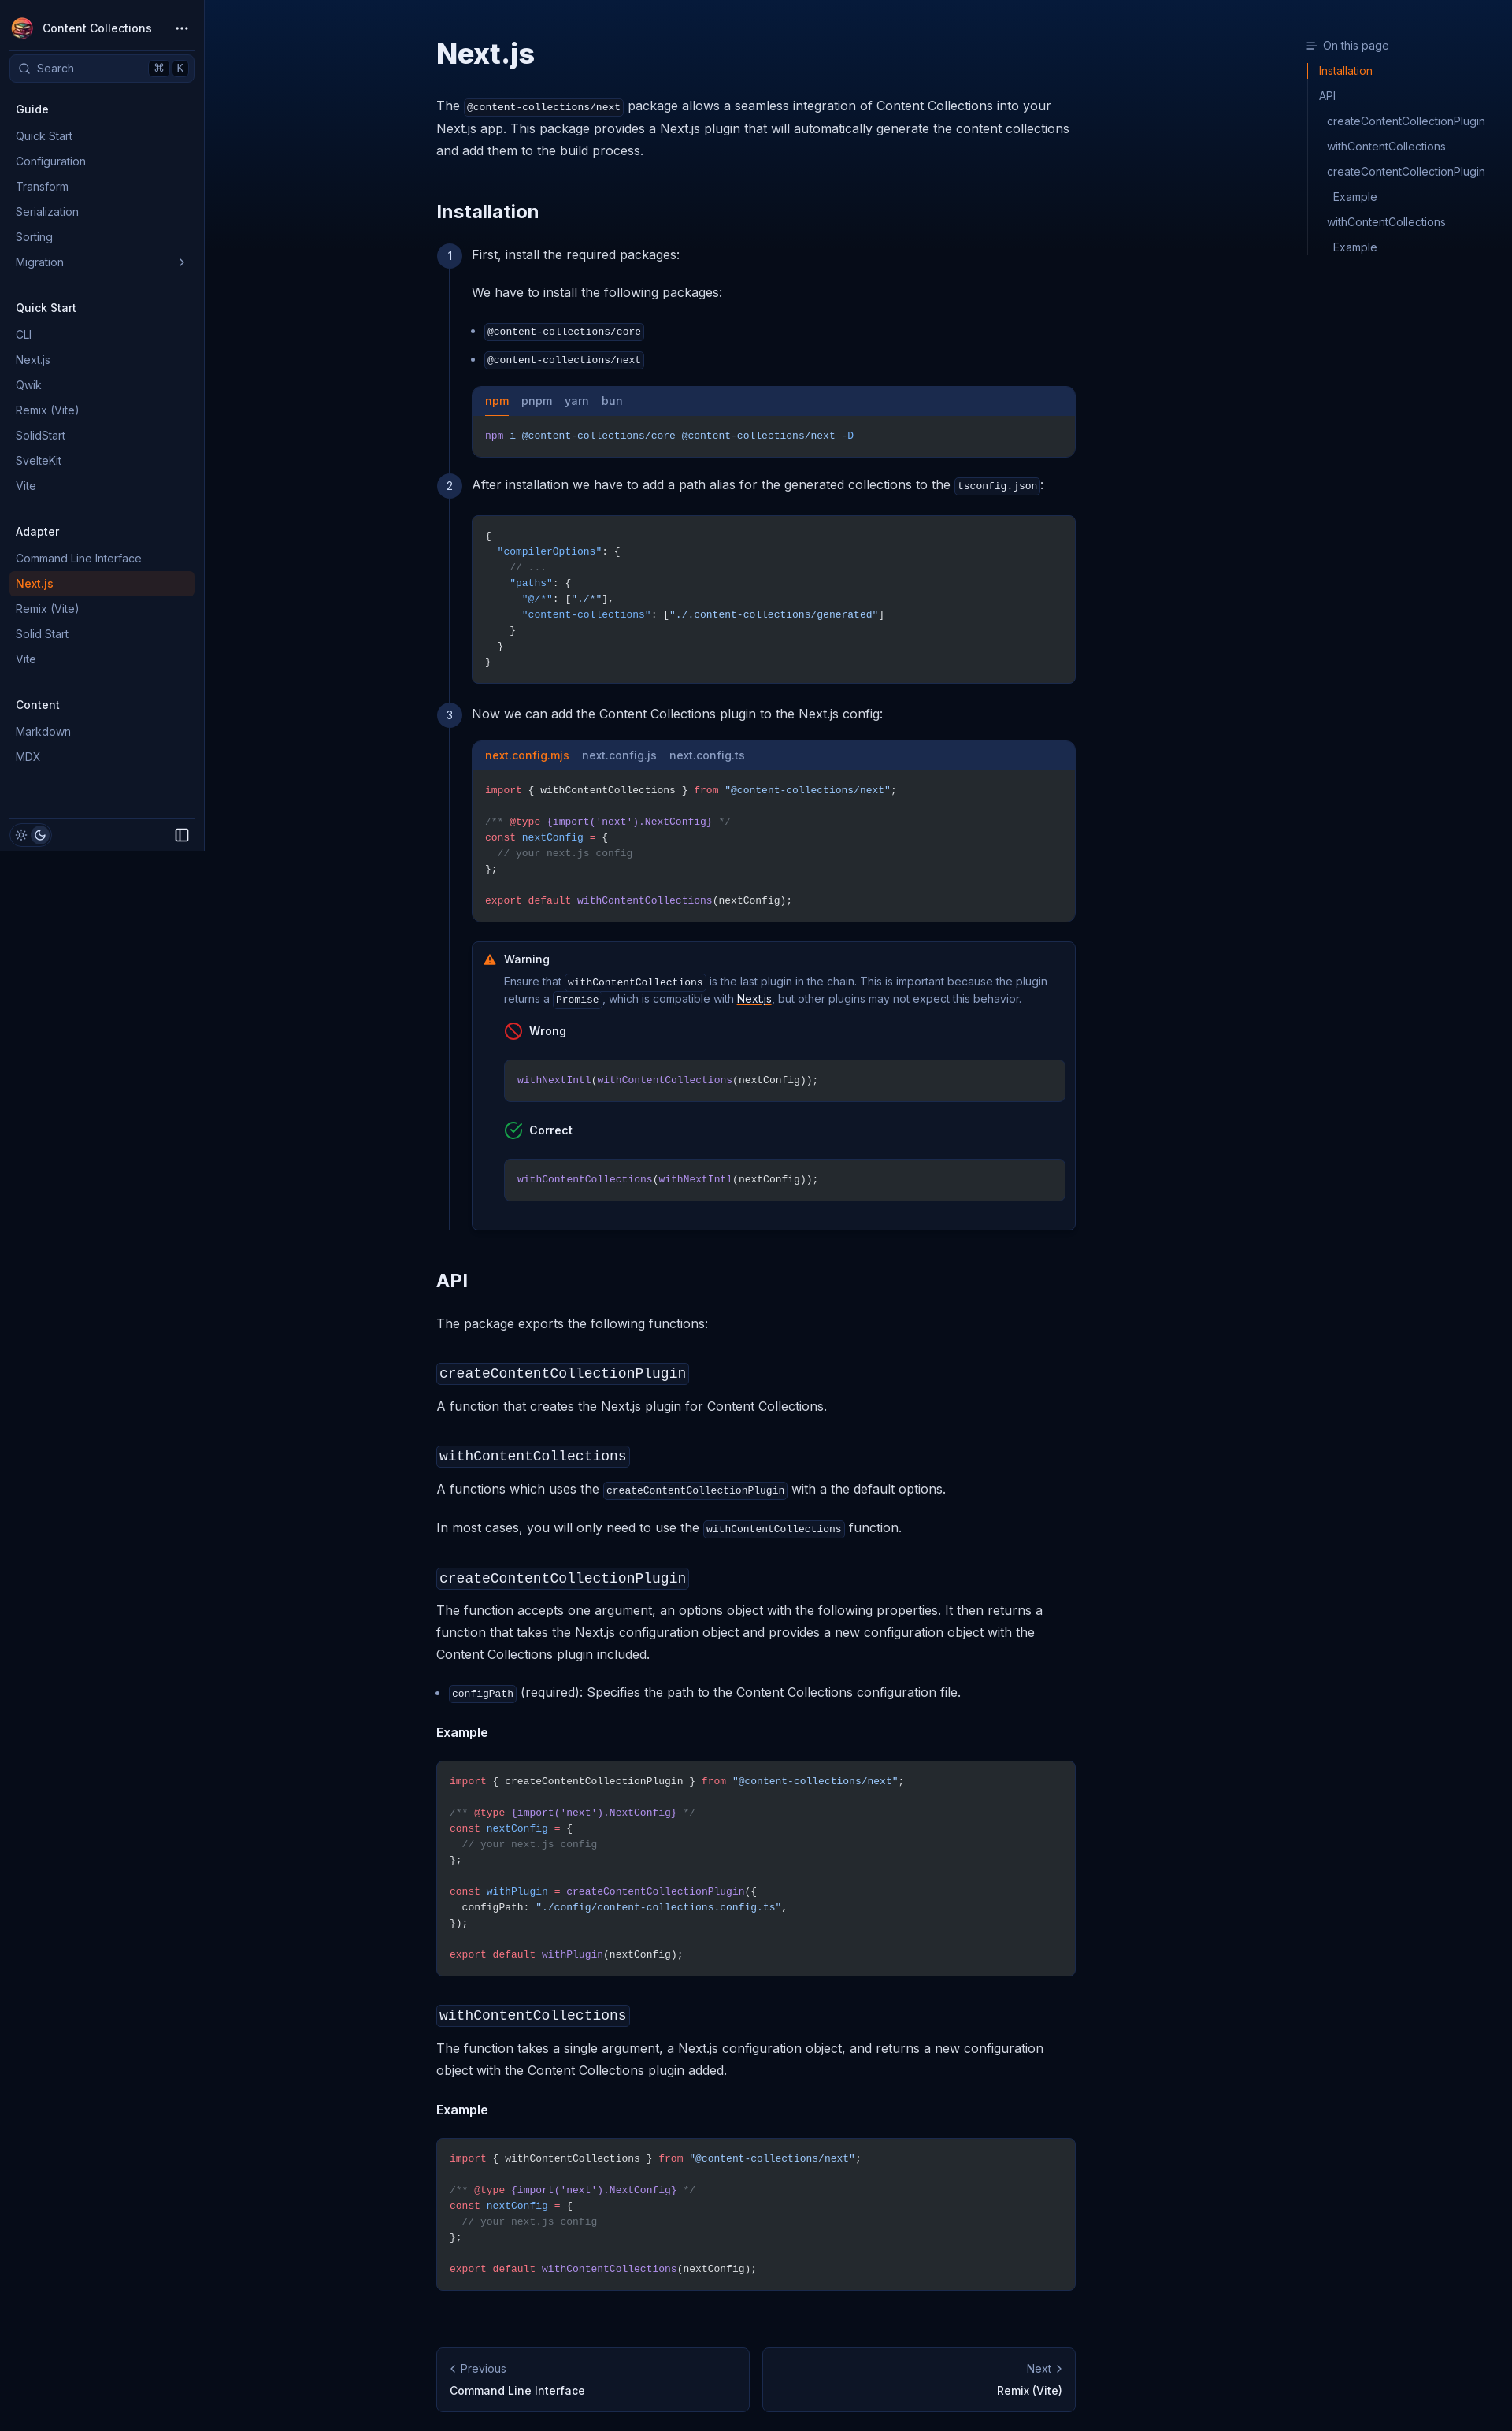 Content Collections
Search ⌘ K
Guide
Quick Start
Configuration
Transform
Serialization
Sorting
Migration
Quick Start
CLI
Next.js
Qwik
Remix (Vite)
SolidStart
SvelteKit
Vite
Adapter
Command Line Interface
Next.js
Remix (Vite)
Solid Start
Vite
Content
Markdown
MDX
Next.js
The @content-collections/next package allows a seamless integration of Content Collections into your
Next.js app. This package provides a Next.js plugin that will automatically generate the content collections
and add them to the build process.
Installation
1 First, install the required packages:
We have to install the following packages:
• @content-collections/core
• @content-collections/next
npm pnpm yarn bun
npm i @content-collections/core @content-collections/next -D
2 After installation we have to add a path alias for the generated collections to the tsconfig.json:
{
  "compilerOptions": {
    // ...
    "paths": {
      "@/*": ["./*"],
      "content-collections": ["./.content-collections/generated"]
    }
  }
}
3 Now we can add the Content Collections plugin to the Next.js config:
next.config.mjs next.config.js next.config.ts
import { withContentCollections } from "@content-collections/next";
/** @type {import('next').NextConfig} */
const nextConfig = {
  // your next.js config
};
export default withContentCollections(nextConfig);
Warning
Ensure that withContentCollections is the last plugin in the chain. This is important because the plugin
returns a Promise, which is compatible with Next.js, but other plugins may not expect this behavior.
Wrong
withNextIntl(withContentCollections(nextConfig));
Correct
withContentCollections(withNextIntl(nextConfig));
API
The package exports the following functions:
createContentCollectionPlugin
A function that creates the Next.js plugin for Content Collections.
withContentCollections
A functions which uses the createContentCollectionPlugin with a the default options.
In most cases, you will only need to use the withContentCollections function.
createContentCollectionPlugin
The function accepts one argument, an options object with the following properties. It then returns a
function that takes the Next.js configuration object and provides a new configuration object with the
Content Collections plugin included.
• configPath (required): Specifies the path to the Content Collections configuration file.
Example
import { createContentCollectionPlugin } from "@content-collections/next";
/** @type {import('next').NextConfig} */
const nextConfig = {
  // your next.js config
};
const withPlugin = createContentCollectionPlugin({
  configPath: "./config/content-collections.config.ts",
});
export default withPlugin(nextConfig);
withContentCollections
The function takes a single argument, a Next.js configuration object, and returns a new configuration
object with the Content Collections plugin added.
Example
import { withContentCollections } from "@content-collections/next";
/** @type {import('next').NextConfig} */
const nextConfig = {
  // your next.js config
};
export default withContentCollections(nextConfig);
Previous
Command Line Interface
Next
Remix (Vite)
On this page
Installation
API
createContentCollectionPlugin
withContentCollections
createContentCollectionPlugin
Example
withContentCollections
Example